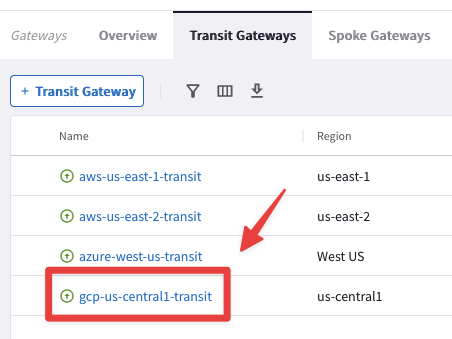 Gateways Overview Transit Gateways Spoke Gateways
+ Transit Gateway
Name Region
aws-us-east-1-transit us-east-1
aws-us-east-2-transit us-east-2
azure-west-us-transit West US
gcp-us-central1-transit us-central1